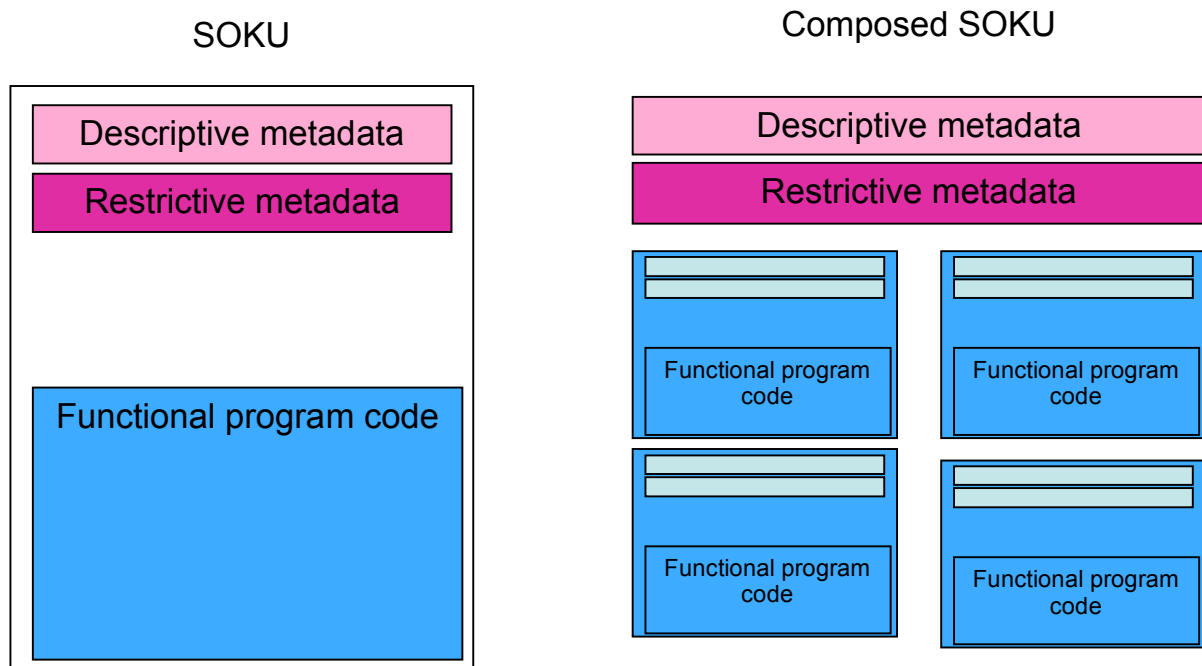 SOKU
Descriptive metadata
Restrictive metadata
Functional program code
Composed SOKU
Descriptive metadata
Restrictive metadata
Functional program
code
Functional program
code
Functional program
code
Functional program
code